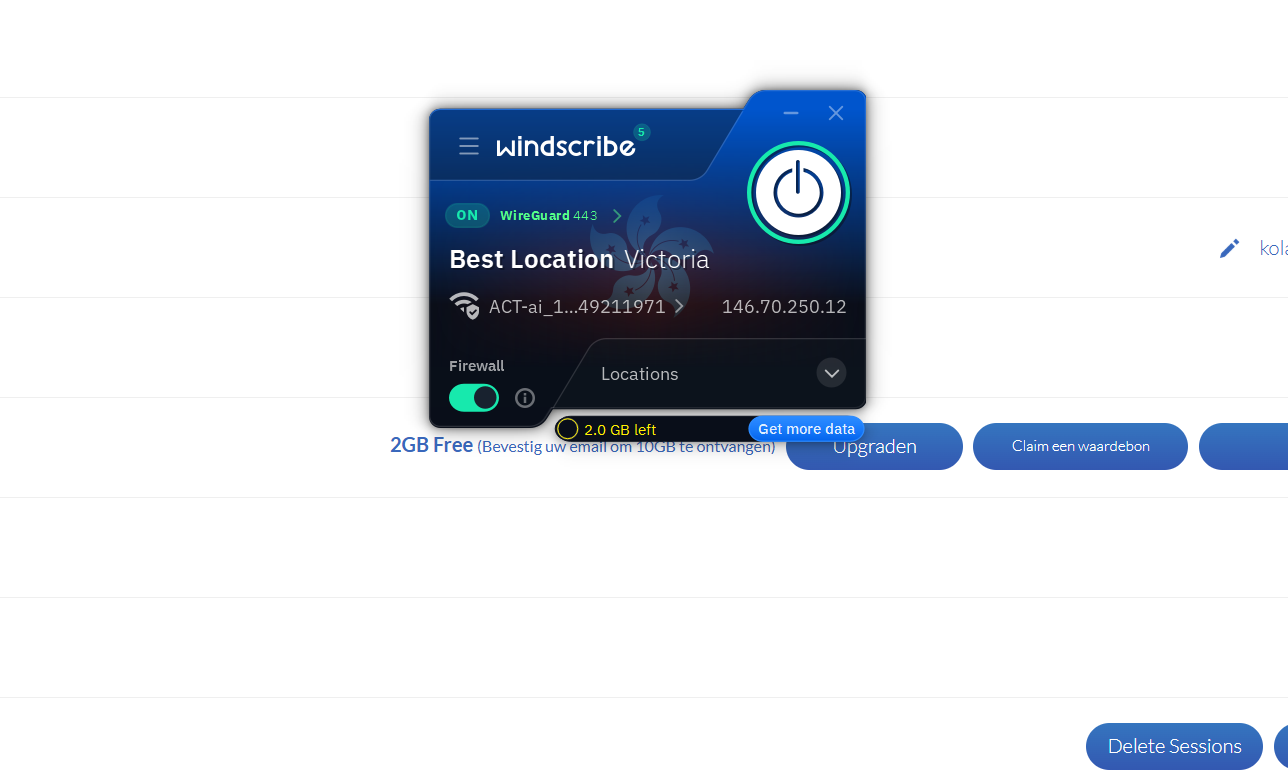 windscribe 5
ON WireGuard 443
Best Location Victoria
ACT-ai_1...49211971 146.70.250.12
Firewall
Locations
2.0 GB left Get more data
2GB Free (Bevestig uw email om 10GB te ontvangen) Upgraden Claim een waardebon
kola
Delete Sessions